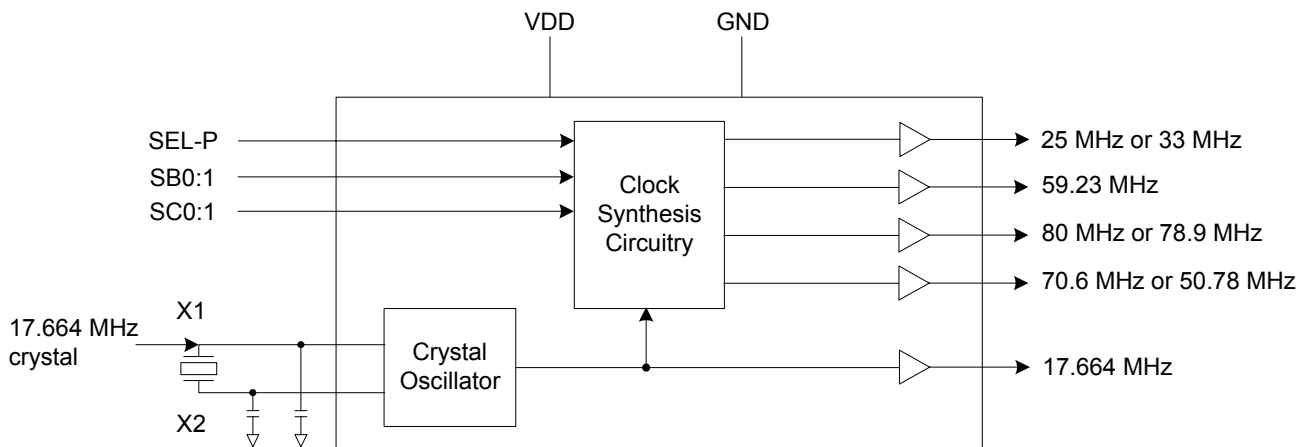 VDD
GND
SEL-P
SB0:1
SC0:1
Clock
Synthesis
Circuitry
25 MHz or 33 MHz
59.23 MHz
80 MHz or 78.9 MHz
70.6 MHz or 50.78 MHz
17.664 MHz
crystal
X1
X2
Crystal
Oscillator
17.664 MHz